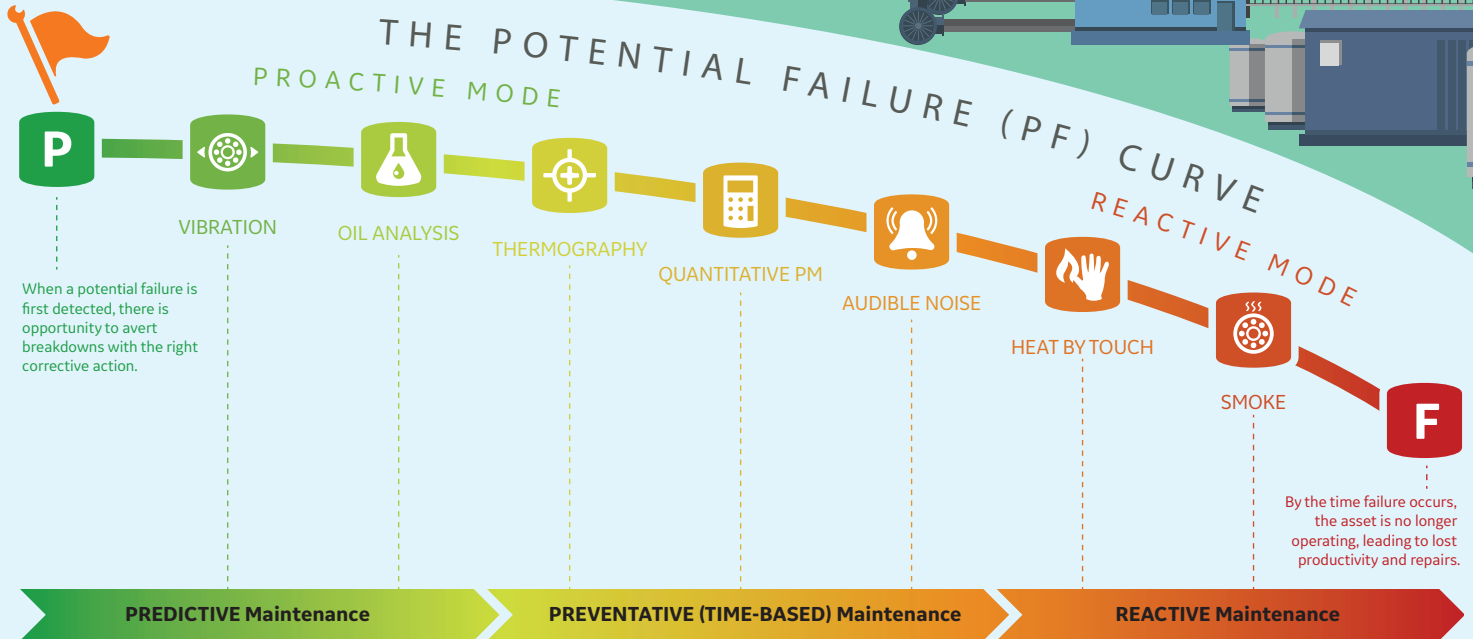 THE POTENTIAL FAILURE (PF) CURVE
PROACTIVE MODE
REACTIVE MODE
P
VIBRATION
OIL ANALYSIS
THERMOGRAPHY
QUANTITATIVE PM
AUDIBLE NOISE
HEAT BY TOUCH
SMOKE
F
When a potential failure is
first detected, there is
opportunity to avert
breakdowns with the right
corrective action.
By the time failure occurs,
the asset is no longer
operating, leading to lost
productivity and repairs.
PREDICTIVE Maintenance
PREVENTATIVE (TIME-BASED) Maintenance
REACTIVE Maintenance